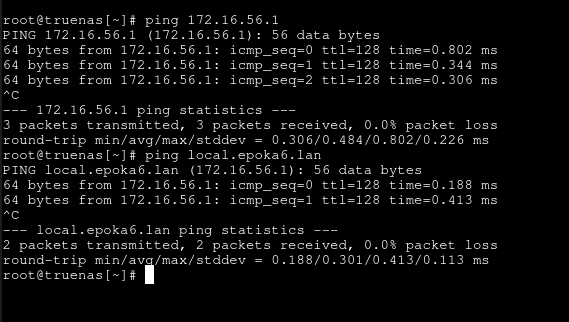 root@truenas[~]# ping 172.16.56.1
PING 172.16.56.1 (172.16.56.1): 56 data bytes
64 bytes from 172.16.56.1: icmp_seq=0 ttl=128 time=0.802 ms
64 bytes from 172.16.56.1: icmp_seq=1 ttl=128 time=0.344 ms
64 bytes from 172.16.56.1: icmp_seq=2 ttl=128 time=0.306 ms
^C
--- 172.16.56.1 ping statistics ---
3 packets transmitted, 3 packets received, 0.0% packet loss
round-trip min/avg/max/stddev = 0.306/0.484/0.802/0.226 ms
root@truenas[~]# ping local.epoka6.lan
PING local.epoka6.lan (172.16.56.1): 56 data bytes
64 bytes from 172.16.56.1: icmp_seq=0 ttl=128 time=0.188 ms
64 bytes from 172.16.56.1: icmp_seq=1 ttl=128 time=0.413 ms
^C
--- local.epoka6.lan ping statistics ---
2 packets transmitted, 2 packets received, 0.0% packet loss
round-trip min/avg/max/stddev = 0.188/0.301/0.413/0.113 ms
root@truenas[~]#